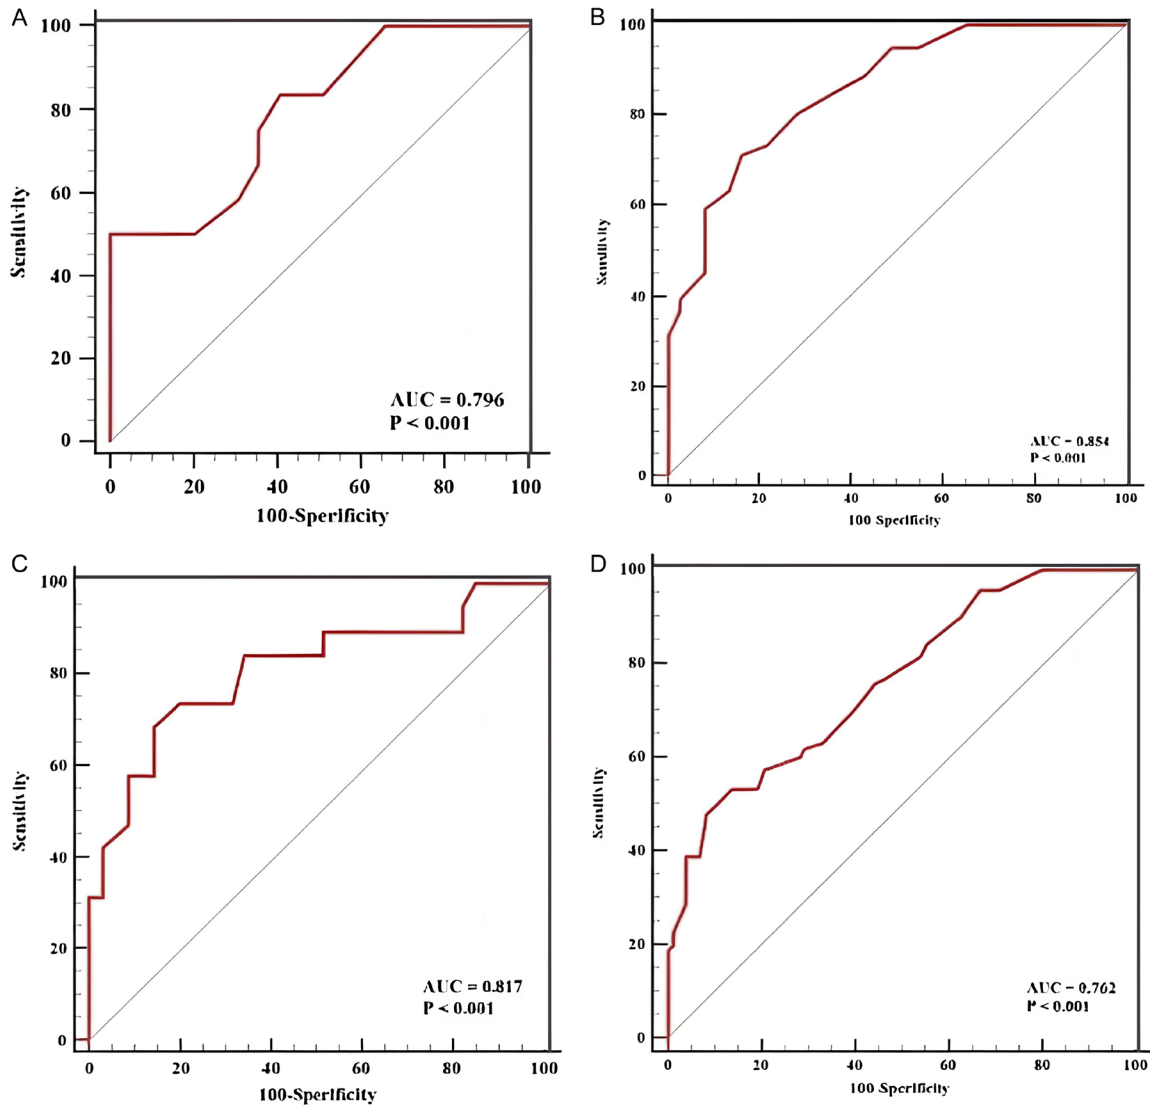 A
100
80
60
40
20
0
Sensitivity
AUC = 0.796
P < 0.001
0 20 40 60 80 100
100-Sperificity
B
100
80
60
40
20
0
Sensitivity
AUC = 0.854
P < 0.001
0 20 40 60 80 100
100 Specificity
C
100
80
60
40
20
0
Sensitivity
AUC = 0.817
P < 0.001
0 20 40 60 80 100
100-Sperificity
D
100
80
60
40
20
0
Sensitivity
AUC = 0.762
P < 0.001
0 20 40 60 80 100
100 Sperificity